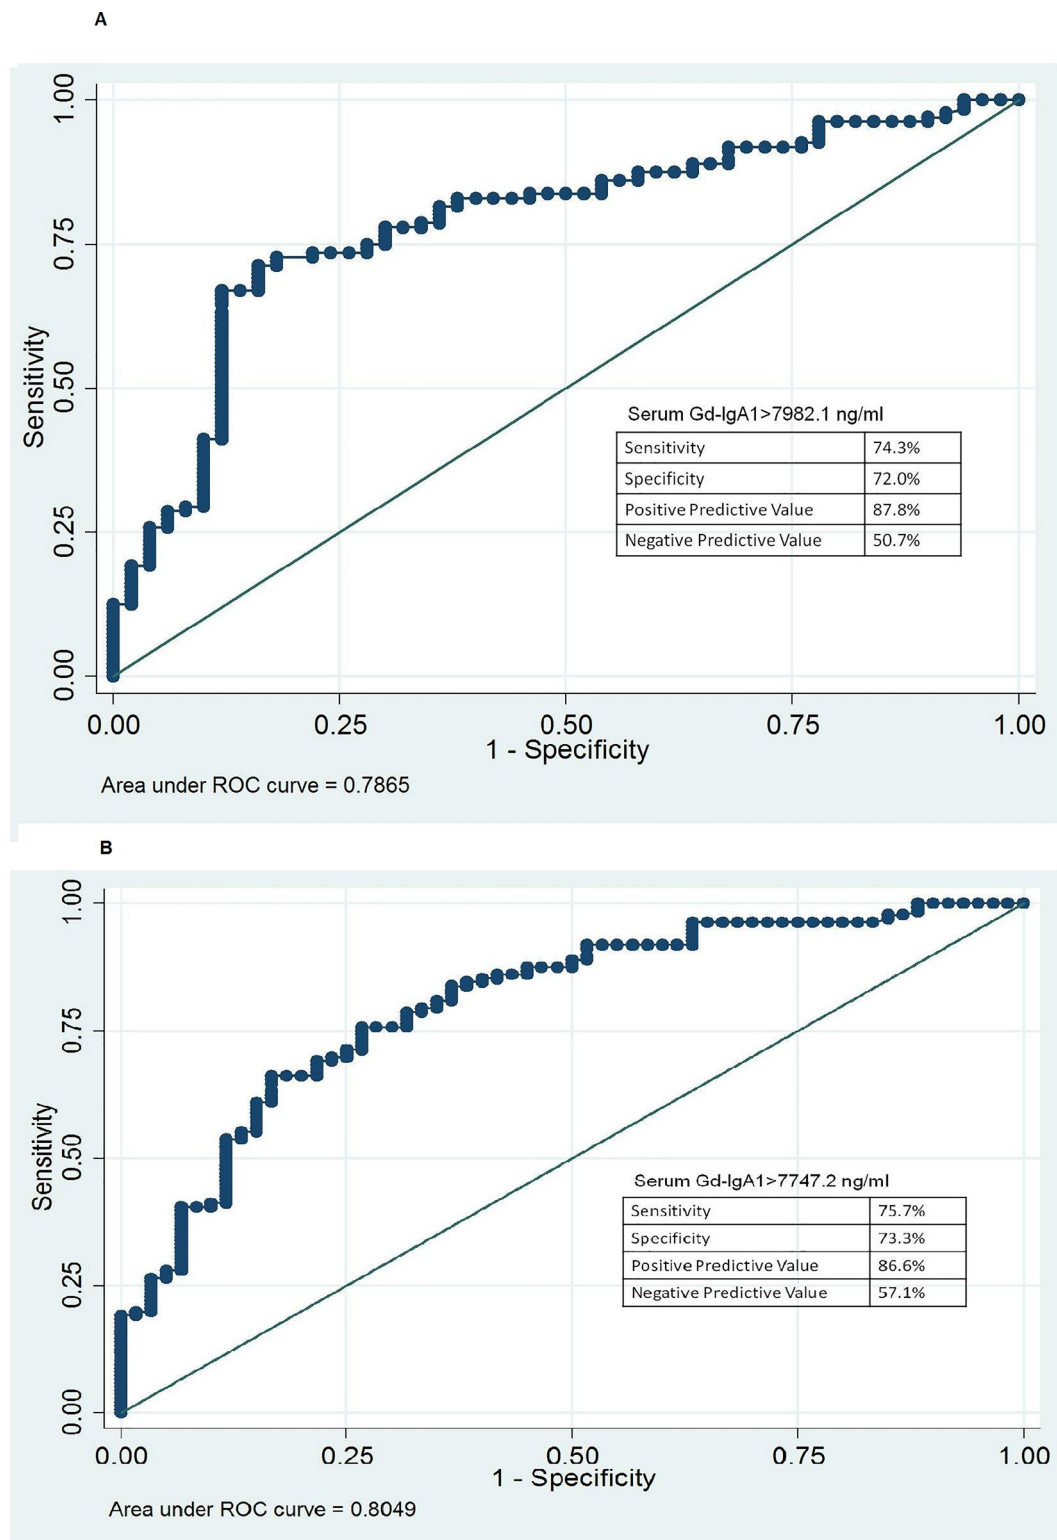 A
1.00
0.75
0.50
0.25
0.00
Sensitivity
Serum Gd-IgA1>7982.1 ng/ml
Sensitivity 74.3%
Specificity 72.0%
Positive Predictive Value 87.8%
Negative Predictive Value 50.7%
0.00 0.25 0.50 0.75 1.00
1 - Specificity
Area under ROC curve = 0.7865
B
1.00
0.75
0.50
0.25
0.00
Sensitivity
Serum Gd-IgA1>7747.2 ng/ml
Sensitivity 75.7%
Specificity 73.3%
Positive Predictive Value 86.6%
Negative Predictive Value 57.1%
0.00 0.25 0.50 0.75 1.00
1 - Specificity
Area under ROC curve = 0.8049